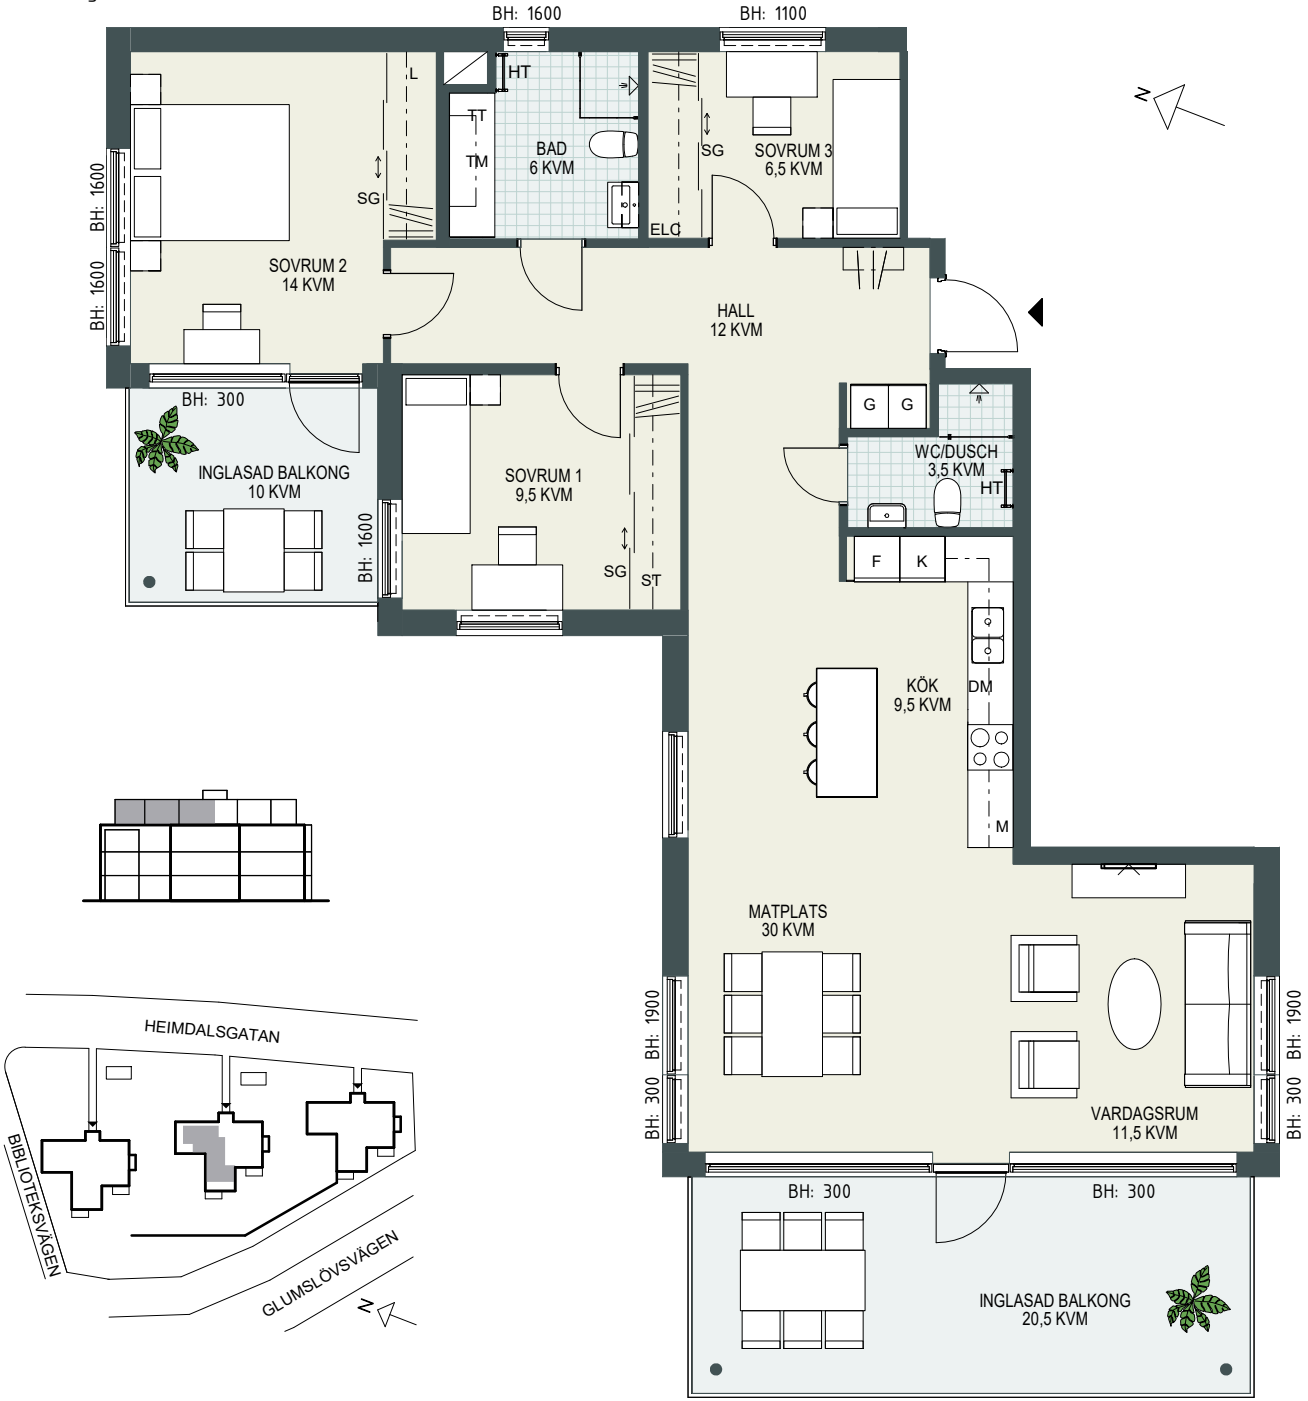 BH: 1600
BH: 1100
N
L
HT
TT
TM
BAD
6 KVM
SG
SOVRUM 3
6,5 KVM
SG
ELC
BH: 1600
BH: 1600
SOVRUM 2
14 KVM
HALL
12 KVM
BH: 300
G
G
WC/DUSCH
3,5 KVM
HT
INGLASAD BALKONG
10 KVM
SOVRUM 1
9,5 KVM
BH: 1600
SG
ST
F
K
KÖK
9,5 KVM
DM
M
MATPLATS
30 KVM
BH: 1900
BH: 300
BH: 1900
BH: 300
VARDAGSRUM
11,5 KVM
BH: 300
BH: 300
INGLASAD BALKONG
20,5 KVM
HEIMDALSGATAN
BIBLIOTEKSVÄGEN
GLUMSLÖVSVÄGEN
N